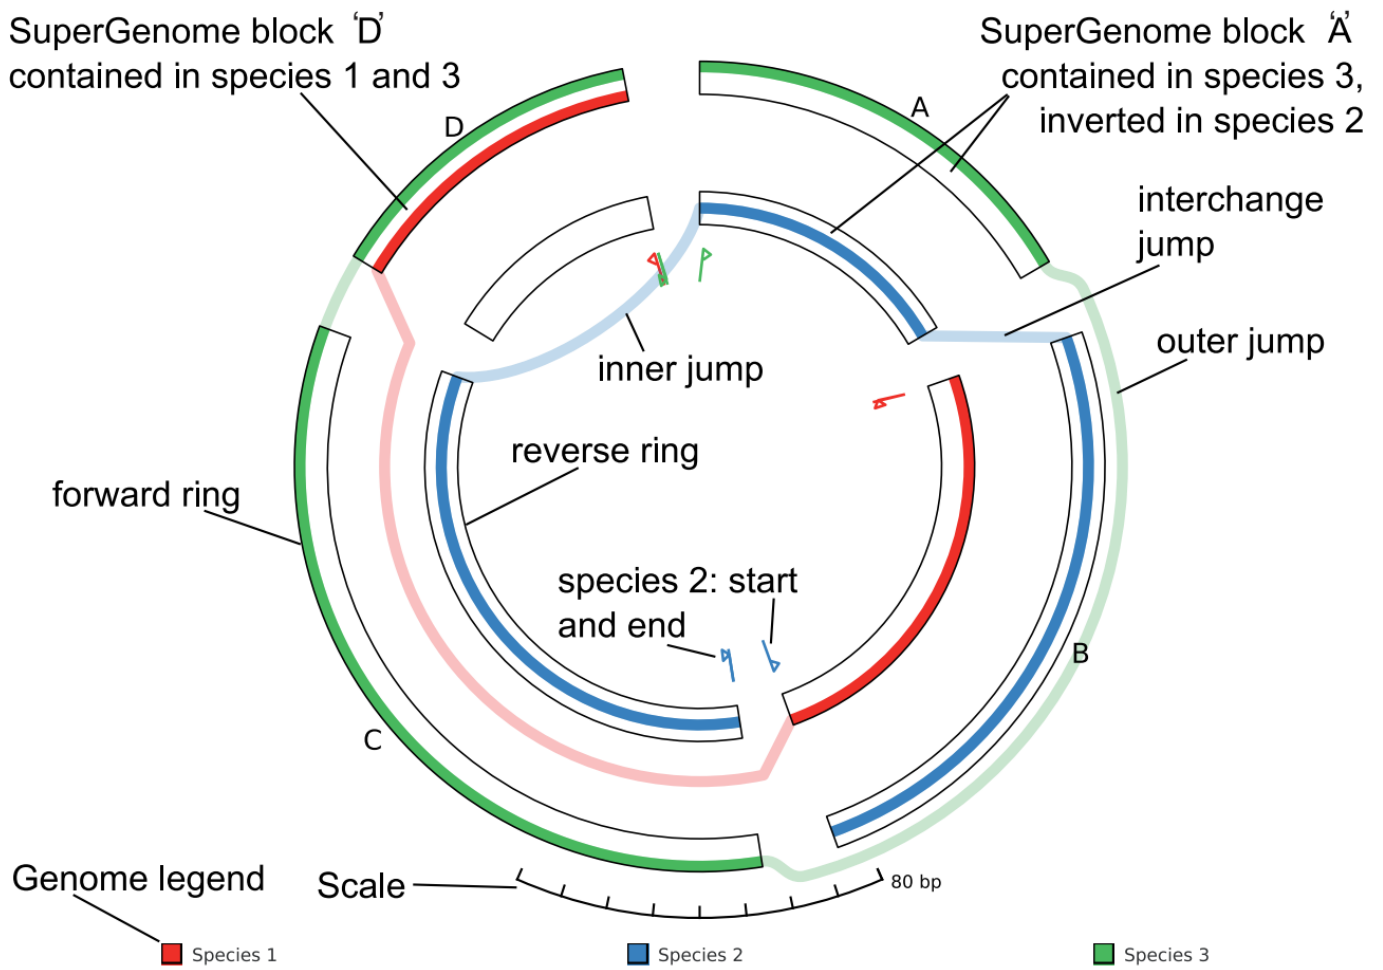 SuperGenome block ‘D’
contained in species 1 and 3
SuperGenome block ‘A’
contained in species 3,
inverted in species 2
D
A
interchange
jump
outer jump
inner jump
reverse ring
forward ring
species 2: start
and end
B
C
Genome legend
Scale
80 bp
Species 1
Species 2
Species 3